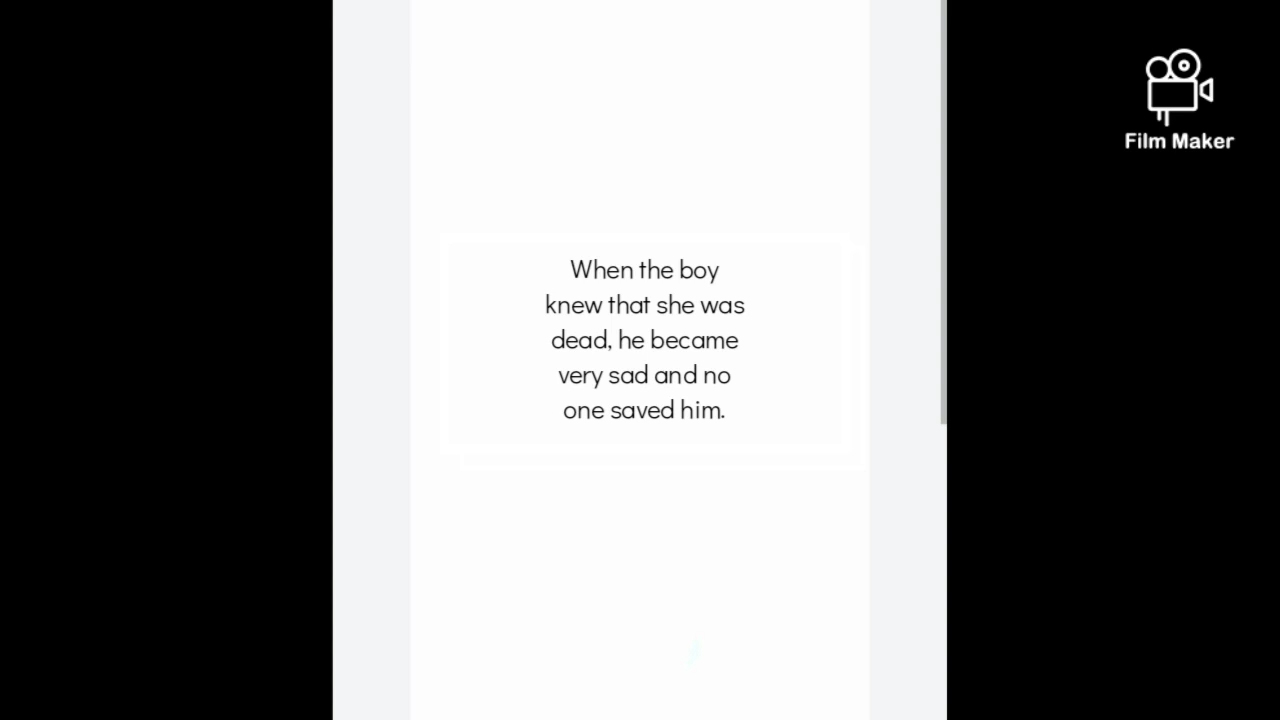 When the boy
knew that she was
dead, he became
very sad and no
one saved him.
Film Maker